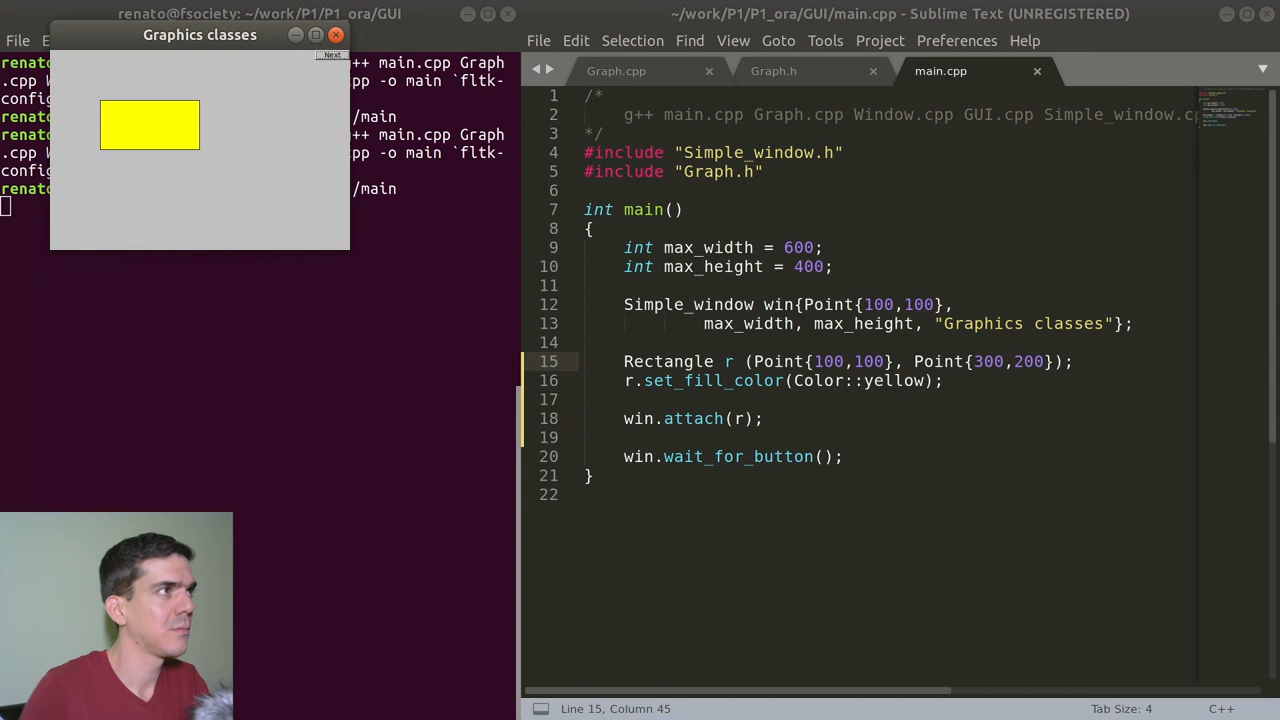 renato@fsociety: ~/work/P1/P1_ora/GUI
File E
Graphics classes
Next
renato g++ main.cpp Graph
.cpp W cpp -o main `fltk-
config
renato /main
renato g++ main.cpp Graph
.cpp W cpp -o main `fltk-
config
renato /main
~/work/P1/P1_ora/GUI/main.cpp - Sublime Text (UNREGISTERED)
File Edit Selection Find View Goto Tools Project Preferences Help
Graph.cpp Graph.h main.cpp
1 /*
2 g++ main.cpp Graph.cpp Window.cpp GUI.cpp Simple_window.cp
3 */
4 #include "Simple_window.h"
5 #include "Graph.h"
6
7 int main()
8 {
9 int max_width = 600;
10 int max_height = 400;
11
12 Simple_window win{Point{100,100},
13 max_width, max_height, "Graphics classes"};
14
15 Rectangle r (Point{100,100}, Point{300,200});
16 r.set_fill_color(Color::yellow);
17
18 win.attach(r);
19
20 win.wait_for_button();
21 }
22
Line 15, Column 45 Tab Size: 4 C++